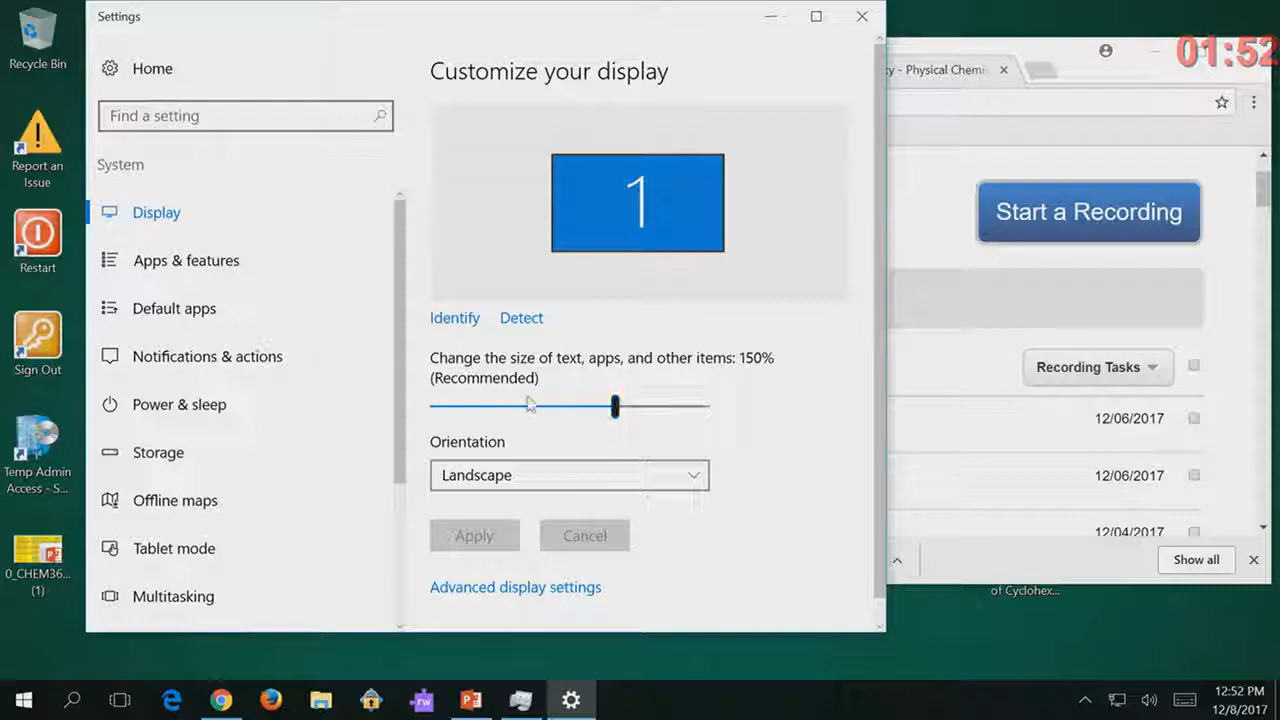 Recycle Bin
Report an
Issue
Restart
Sign Out
Temp Admin
Access - S...
0_CHEM36...
(1)
Settings
Home
Find a setting
System
Display
Apps & features
Default apps
Notifications & actions
Power & sleep
Storage
Offline maps
Tablet mode
Multitasking
Customize your display
1
Identify Detect
Change the size of text, apps, and other items: 150%
(Recommended)
Orientation
Landscape
Apply Cancel
Advanced display settings
01:52
- Physical Chemi
Start a Recording
Recording Tasks
12/06/2017
12/06/2017
12/04/2017
Show all
of Cyclohex...
rw
12:52 PM
12/8/2017